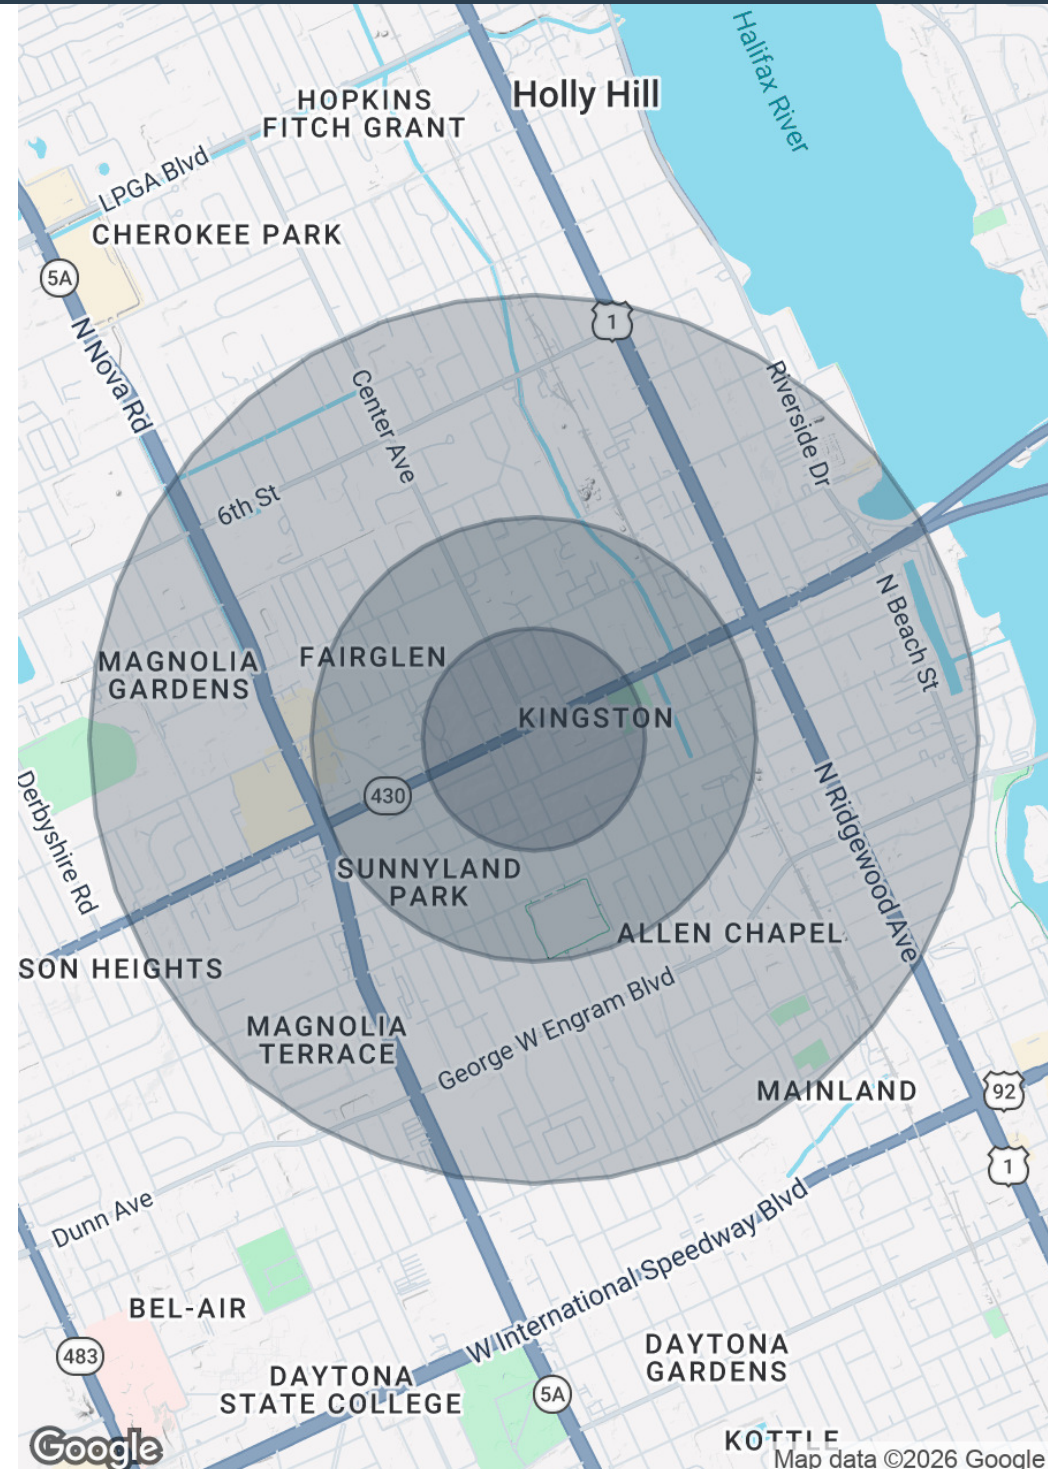 Halifax River
Holly Hill
HOPKINS
FITCH GRANT
LPGA Blvd
CHEROKEE PARK
5A
1
N Nova Rd
Center Ave
Riverside Dr
6th St
N Beach St
MAGNOLIA
GARDENS
FAIRGLEN
KINGSTON
430
Derbyshire Rd
N Ridgewood Ave
SUNNYLAND
PARK
ALLEN CHAPEL
SON HEIGHTS
MAGNOLIA
TERRACE
George W Engram Blvd
MAINLAND
92
1
Dunn Ave
W International Speedway Blvd
BEL-AIR
483
DAYTONA
GARDENS
DAYTONA
STATE COLLEGE
5A
KOTTLE
Google
Map data ©2026 Google